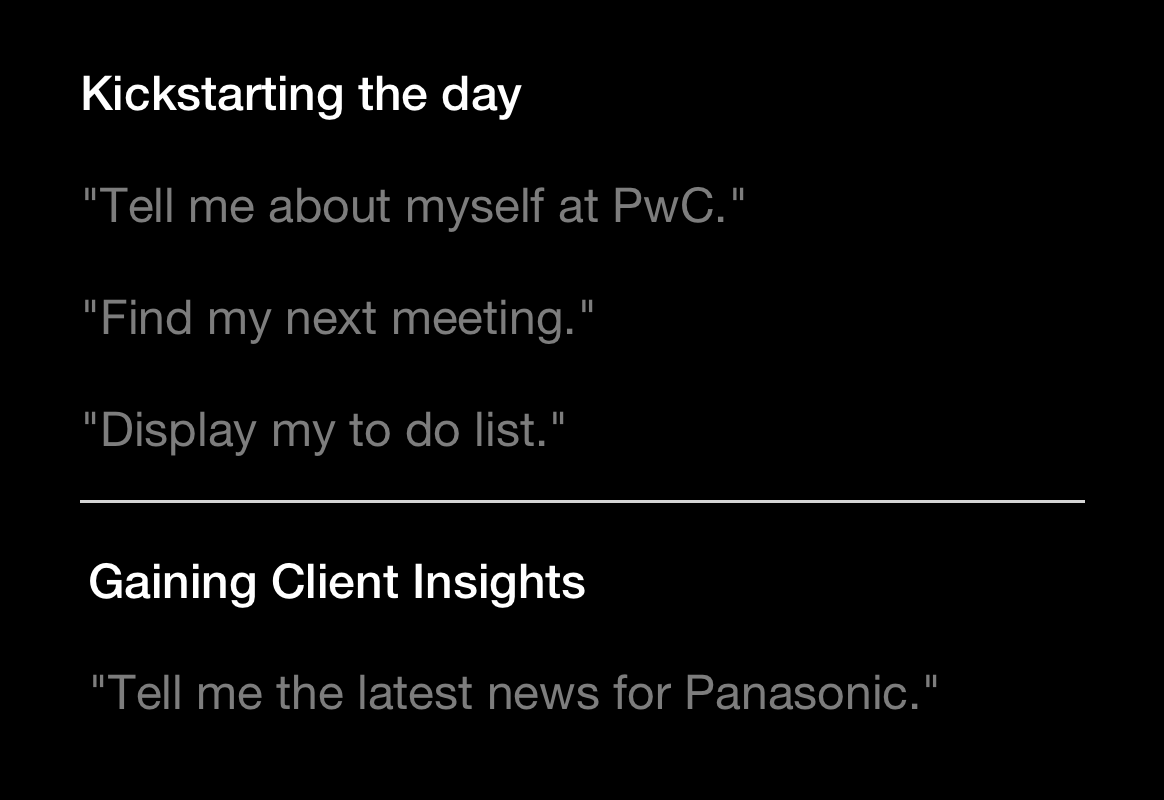 Kickstarting the day
"Tell me about myself at PwC."
"Find my next meeting."
"Display my to do list."
Gaining Client Insights
"Tell me the latest news for Panasonic."